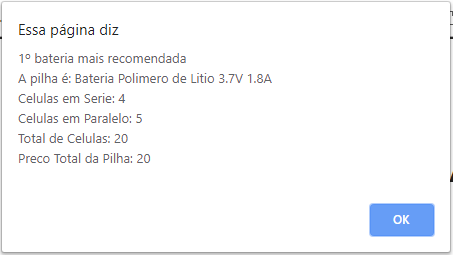 Essa página diz
1º bateria mais recomendada
A pilha é: Bateria Polimero de Litio 3.7V 1.8A
Celulas em Serie: 4
Celulas em Paralelo: 5
Total de Celulas: 20
Preco Total da Pilha: 20
OK